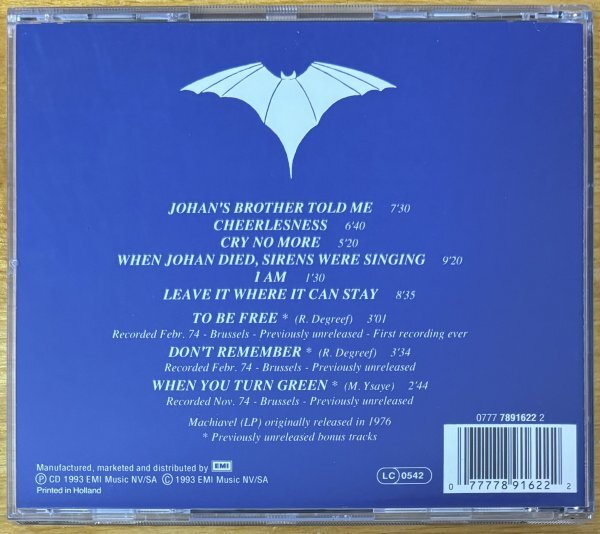 JOHAN'S BROTHER TOLD ME 7'30
CHEERLESNESS 6'40
CRY NO MORE 5'20
WHEN JOHAN DIED, SIRENS WERE SINGING 9'20
I AM 1'30
LEAVE IT WHERE IT CAN STAY 8'35
TO BE FREE * (R. Degreef) 3'01
Recorded Febr. 74 - Brussels - Previously unreleased - First recording ever
DON'T REMEMBER * (R. Degreef) 3'34
Recorded Febr. 74 - Brussels - Previously unreleased
WHEN YOU TURN GREEN * (M. Ysaye) 2'44
Recorded Nov. 74 - Brussels - Previously unreleased
Machiavel (LP) originally released in 1976
* Previously unreleased bonus tracks
0777 7891622 2
Manufactured, marketed and distributed by EMI
Ⓟ CD 1993 EMI Music NV/SA Ⓒ 1993 EMI Music NV/SA
Printed in Holland
LC 0542
0 77778 91622 2